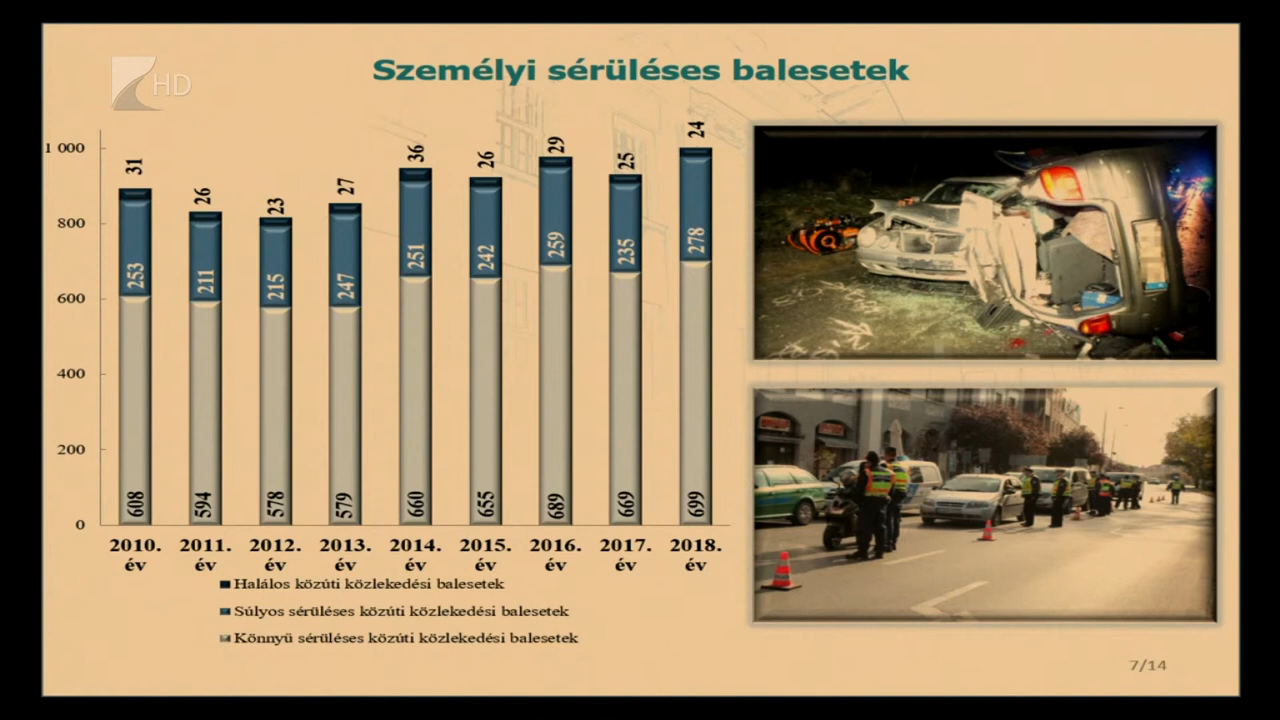 HD
Személyi sérüléses balesetek
1 000
800
600
400
200
0
31 26 23 27 36 26 29 25 24
253 211 215 247 251 242 259 235 278
608 594 578 579 660 655 689 669 699
2010. 2011. 2012. 2013. 2014. 2015. 2016. 2017. 2018.
év év év év év év év év év
Halálos közúti közlekedési balesetek
Súlyos sérüléses közúti közlekedési balesetek
Könnyű sérüléses közúti közlekedési balesetek
7/14